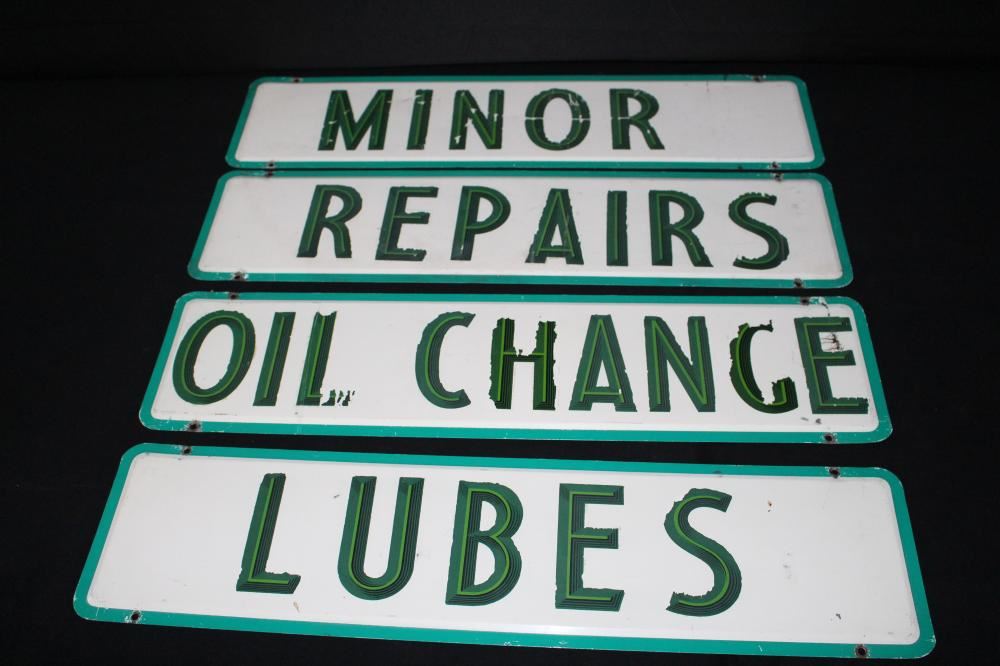 MINOR
REPAIRS
OIL CHANGE
LUBES